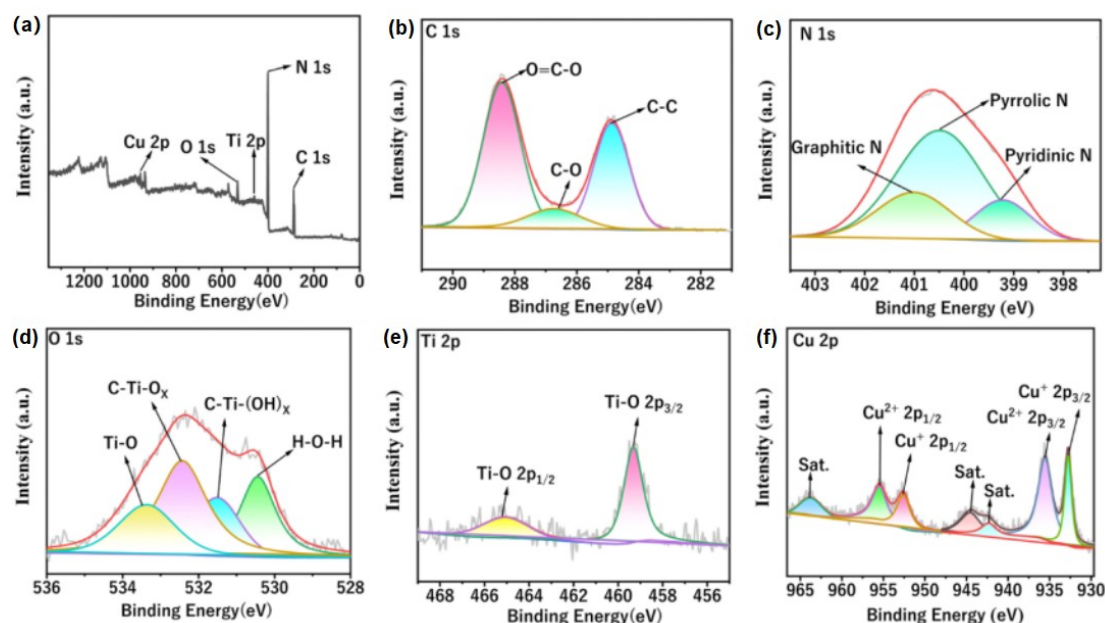 (a)
N 1s
Cu 2p
O 1s
Ti 2p
C 1s
Intensity (a.u.)
1200 1000 800 600 400 200 0
Binding Energy(eV)
(b)
C 1s
O=C-O
C-C
C-O
Intensity (a.u.)
290 288 286 284 282
Binding Energy(eV)
(c)
N 1s
Pyrrolic N
Graphitic N
Pyridinic N
Intensity (a.u.)
403 402 401 400 399 398
Binding Energy (eV)
(d)
O 1s
C-Ti-OX
C-Ti-(OH)X
Ti-O
H-O-H
Intensity (a.u.)
536 534 532 530 528
Binding Energy(eV)
(e)
Ti 2p
Ti-O 2p3/2
Ti-O 2p1/2
Intensity (a.u.)
468 466 464 462 460 458 456
Binding Energy(eV)
(f)
Cu 2p
Cu+ 2p3/2
Cu2+ 2p1/2
Cu2+ 2p3/2
Cu+ 2p1/2
Sat.
Sat.
Sat.
Intensity (a.u.)
965 960 955 950 945 940 935 930
Binding Energy (eV)